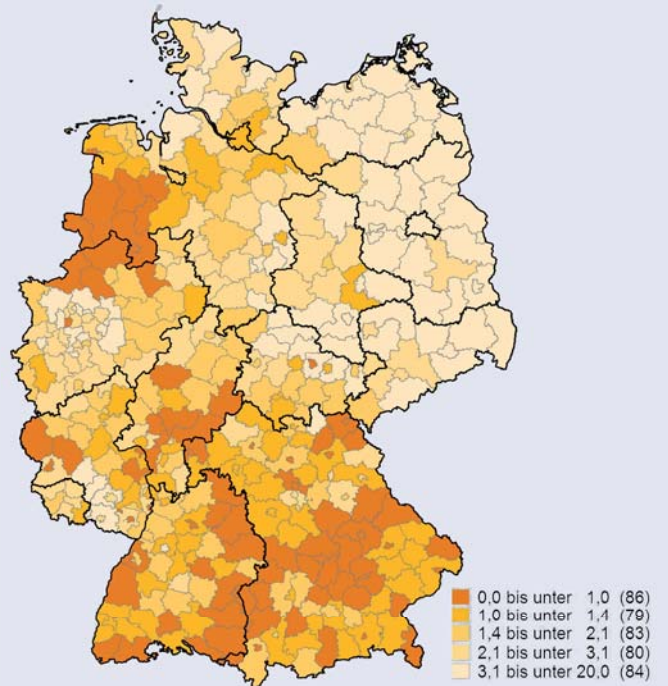 0,0 bis unter 1,0 (86)
1,0 bis unter 1,4 (79)
1,4 bis unter 2,1 (83)
2,1 bis unter 3,1 (80)
3,1 bis unter 20,0 (84)